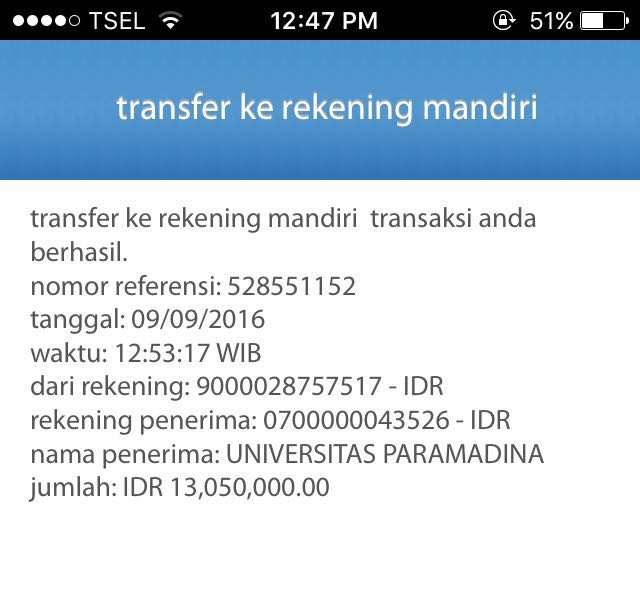 TSEL 12:47 PM 51%
transfer ke rekening mandiri
transfer ke rekening mandiri transaksi anda
berhasil.
nomor referensi: 528551152
tanggal: 09/09/2016
waktu: 12:53:17 WIB
dari rekening: 9000028757517 - IDR
rekening penerima: 0700000043526 - IDR
nama penerima: UNIVERSITAS PARAMADINA
jumlah: IDR 13,050,000.00